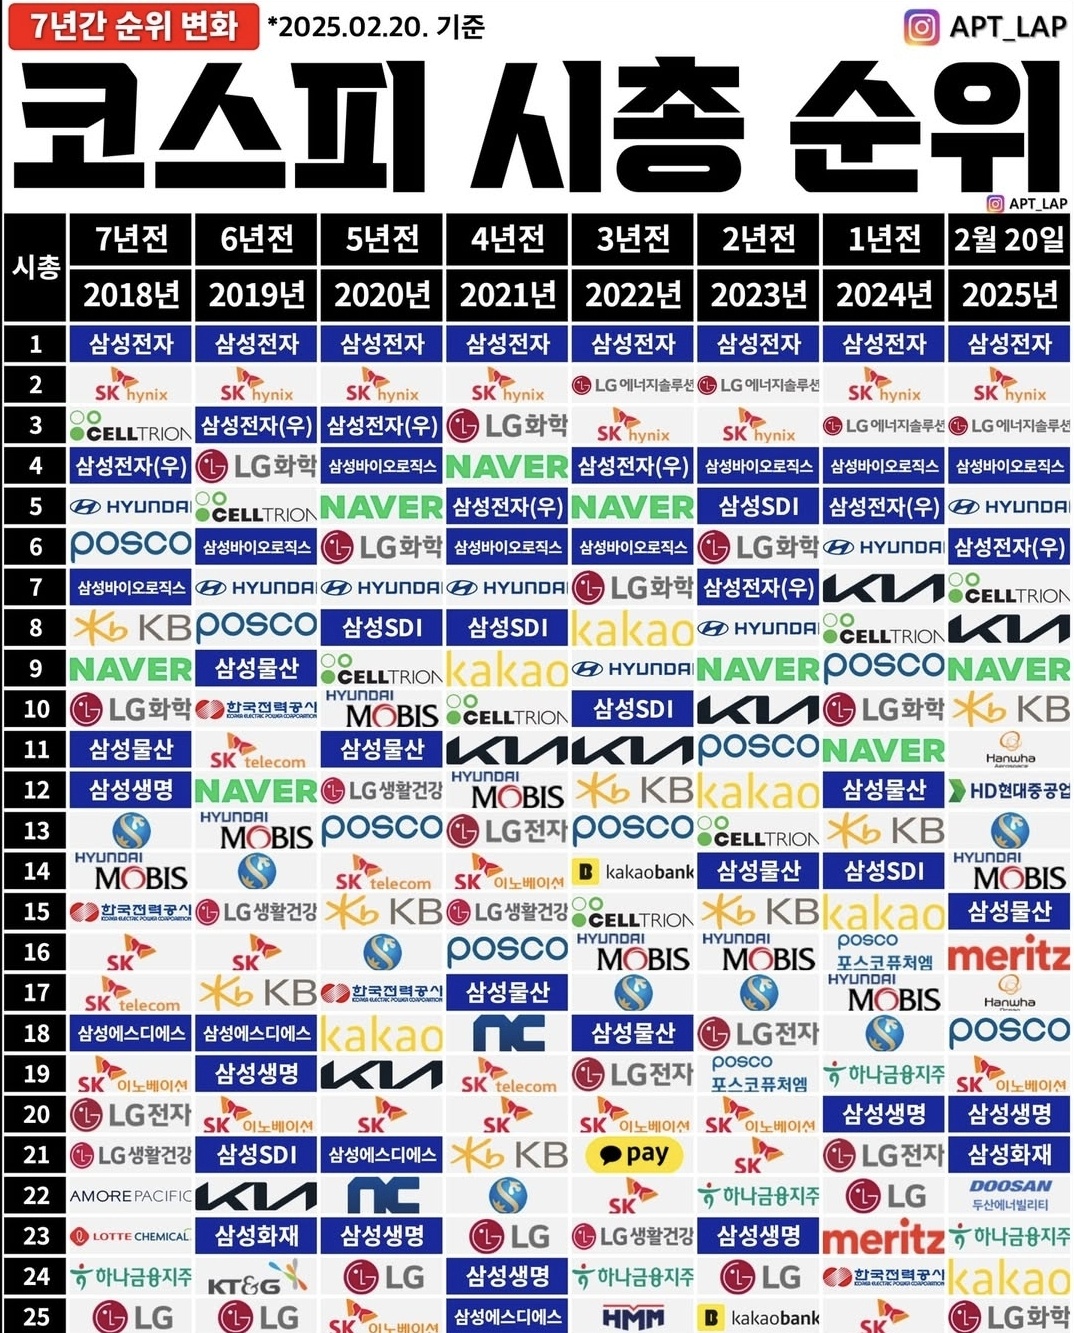 7년간 순위 변화 *2025.02.20. 기준 APT_LAP
코스피 시총 순위
APT_LAP
시총 7년전 6년전 5년전 4년전 3년전 2년전 1년전 2월 20일
2018년 2019년 2020년 2021년 2022년 2023년 2024년 2025년
1 삼성전자 삼성전자 삼성전자 삼성전자 삼성전자 삼성전자 삼성전자 삼성전자
2 SK hynix SK hynix SK hynix SK hynix LG에너지솔루션 LG에너지솔루션 SK hynix SK hynix
3 CELLTRION 삼성전자(우) 삼성전자(우) LG화학 SK hynix SK hynix LG에너지솔루션 LG에너지솔루션
4 삼성전자(우) LG화학 삼성바이오로직스 NAVER 삼성전자(우) 삼성바이오로직스 삼성바이오로직스 삼성바이오로직스
5 HYUNDAI CELLTRION NAVER 삼성전자(우) NAVER 삼성SDI 삼성전자(우) HYUNDAI
6 posco 삼성바이오로직스 LG화학 삼성바이오로직스 삼성바이오로직스 LG화학 HYUNDAI 삼성전자(우)
7 삼성바이오로직스 HYUNDAI HYUNDAI HYUNDAI LG화학 삼성전자(우) KIA CELLTRION
8 KB posco 삼성SDI 삼성SDI kakao HYUNDAI CELLTRION KIA
9 NAVER 삼성물산 CELLTRION kakao HYUNDAI NAVER posco NAVER
10 LG화학 한국전력공사 KOREA ELECTRIC POWER CORPORATION HYUNDAI MOBIS CELLTRION 삼성SDI KIA LG화학 KB
11 삼성물산 SK telecom 삼성물산 KIA KIA posco NAVER Hanwha Aerospace
12 삼성생명 NAVER LG생활건강 HYUNDAI MOBIS KB kakao 삼성물산 HD현대중공업
13 HYUNDAI MOBIS posco LG전자 posco CELLTRION KB
14 HYUNDAI MOBIS SK telecom SK이노베이션 kakaobank 삼성물산 삼성SDI HYUNDAI MOBIS
15 한국전력공사 KOREA ELECTRIC POWER CORPORATION LG생활건강 KB LG생활건강 CELLTRION KB kakao 삼성물산
16 SK SK posco HYUNDAI MOBIS HYUNDAI MOBIS posco 포스코퓨처엠 meritz
17 SK telecom KB 한국전력공사 KOREA ELECTRIC POWER CORPORATION 삼성물산 HYUNDAI MOBIS Hanwha
18 삼성에스디에스 삼성에스디에스 kakao NC 삼성물산 LG전자 posco
19 SK이노베이션 삼성생명 KIA SK telecom LG전자 posco 포스코퓨처엠 하나금융지주 SK이노베이션
20 LG전자 SK이노베이션 SK SK SK이노베이션 SK이노베이션 삼성생명 삼성생명
21 LG생활건강 삼성SDI 삼성에스디에스 KB pay SK LG전자 삼성화재
22 AMOREPACIFIC KIA NC SK 하나금융지주 LG DOOSAN 두산에너빌리티
23 LOTTE CHEMICAL 삼성화재 삼성생명 LG LG생활건강 삼성생명 meritz 하나금융지주
24 하나금융지주 KT&G LG 삼성생명 하나금융지주 LG 한국전력공사 KOREA ELECTRIC POWER CORPORATION kakao
25 LG LG SK이노베이션 삼성에스디에스 HMM kakaobank SK LG화학